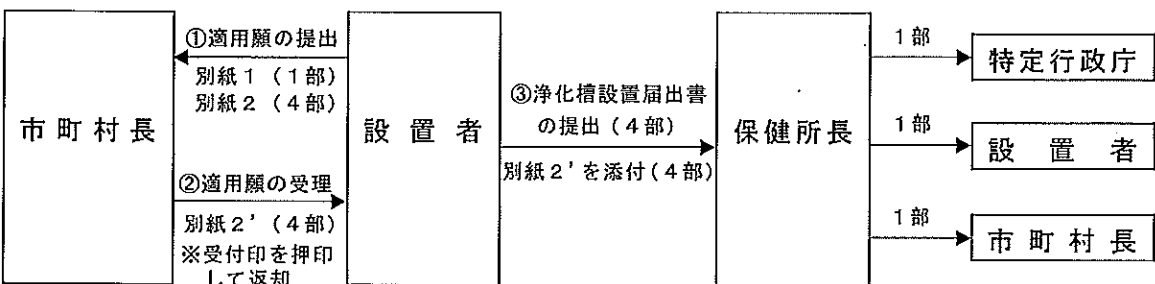 市町村長
①適用願の提出
別紙1（1部）
別紙2（4部）
②適用願の受理
別紙2'（4部）
※受付印を押印
して返却
設置者
③浄化槽設置届出書
の提出（4部）
別紙2'を添付（4部）
保健所長
1部
特定行政庁
1部
設置者
1部
市町村長